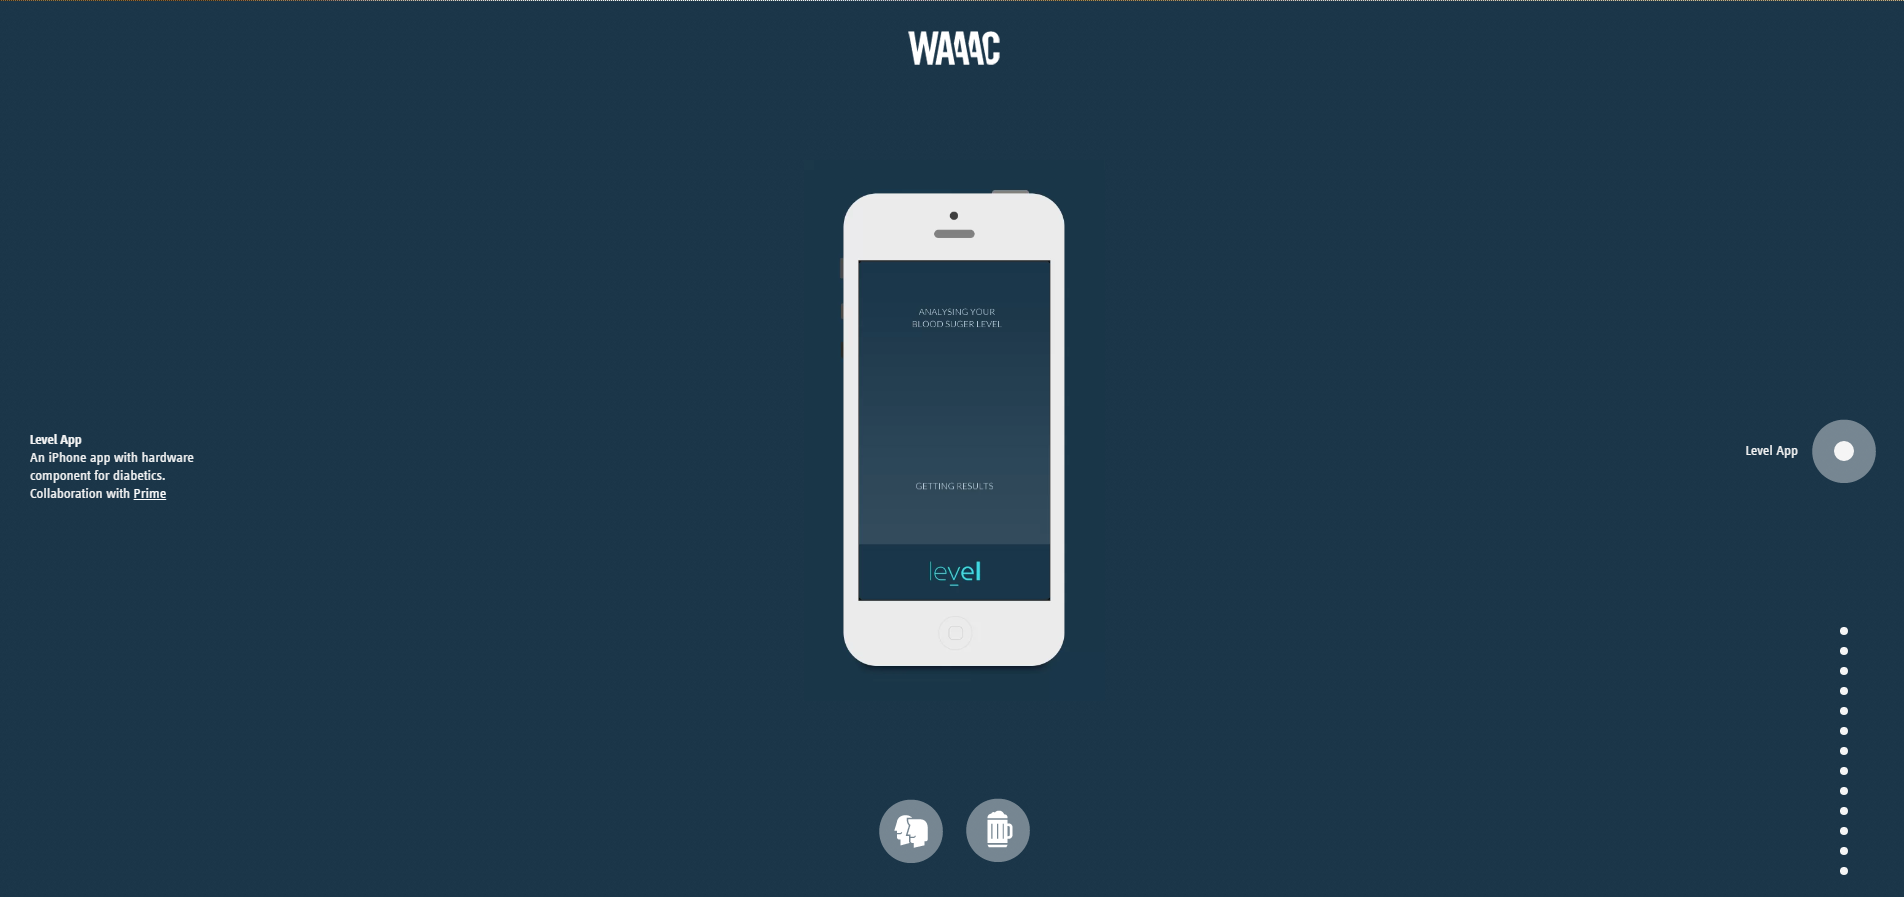 WAAAC
ANALYSING YOUR
BLOOD SUGER LEVEL
Level App
An iPhone app with hardware
component for diabetics.
Collaboration with Prime
Level App
GETTING RESULTS
level